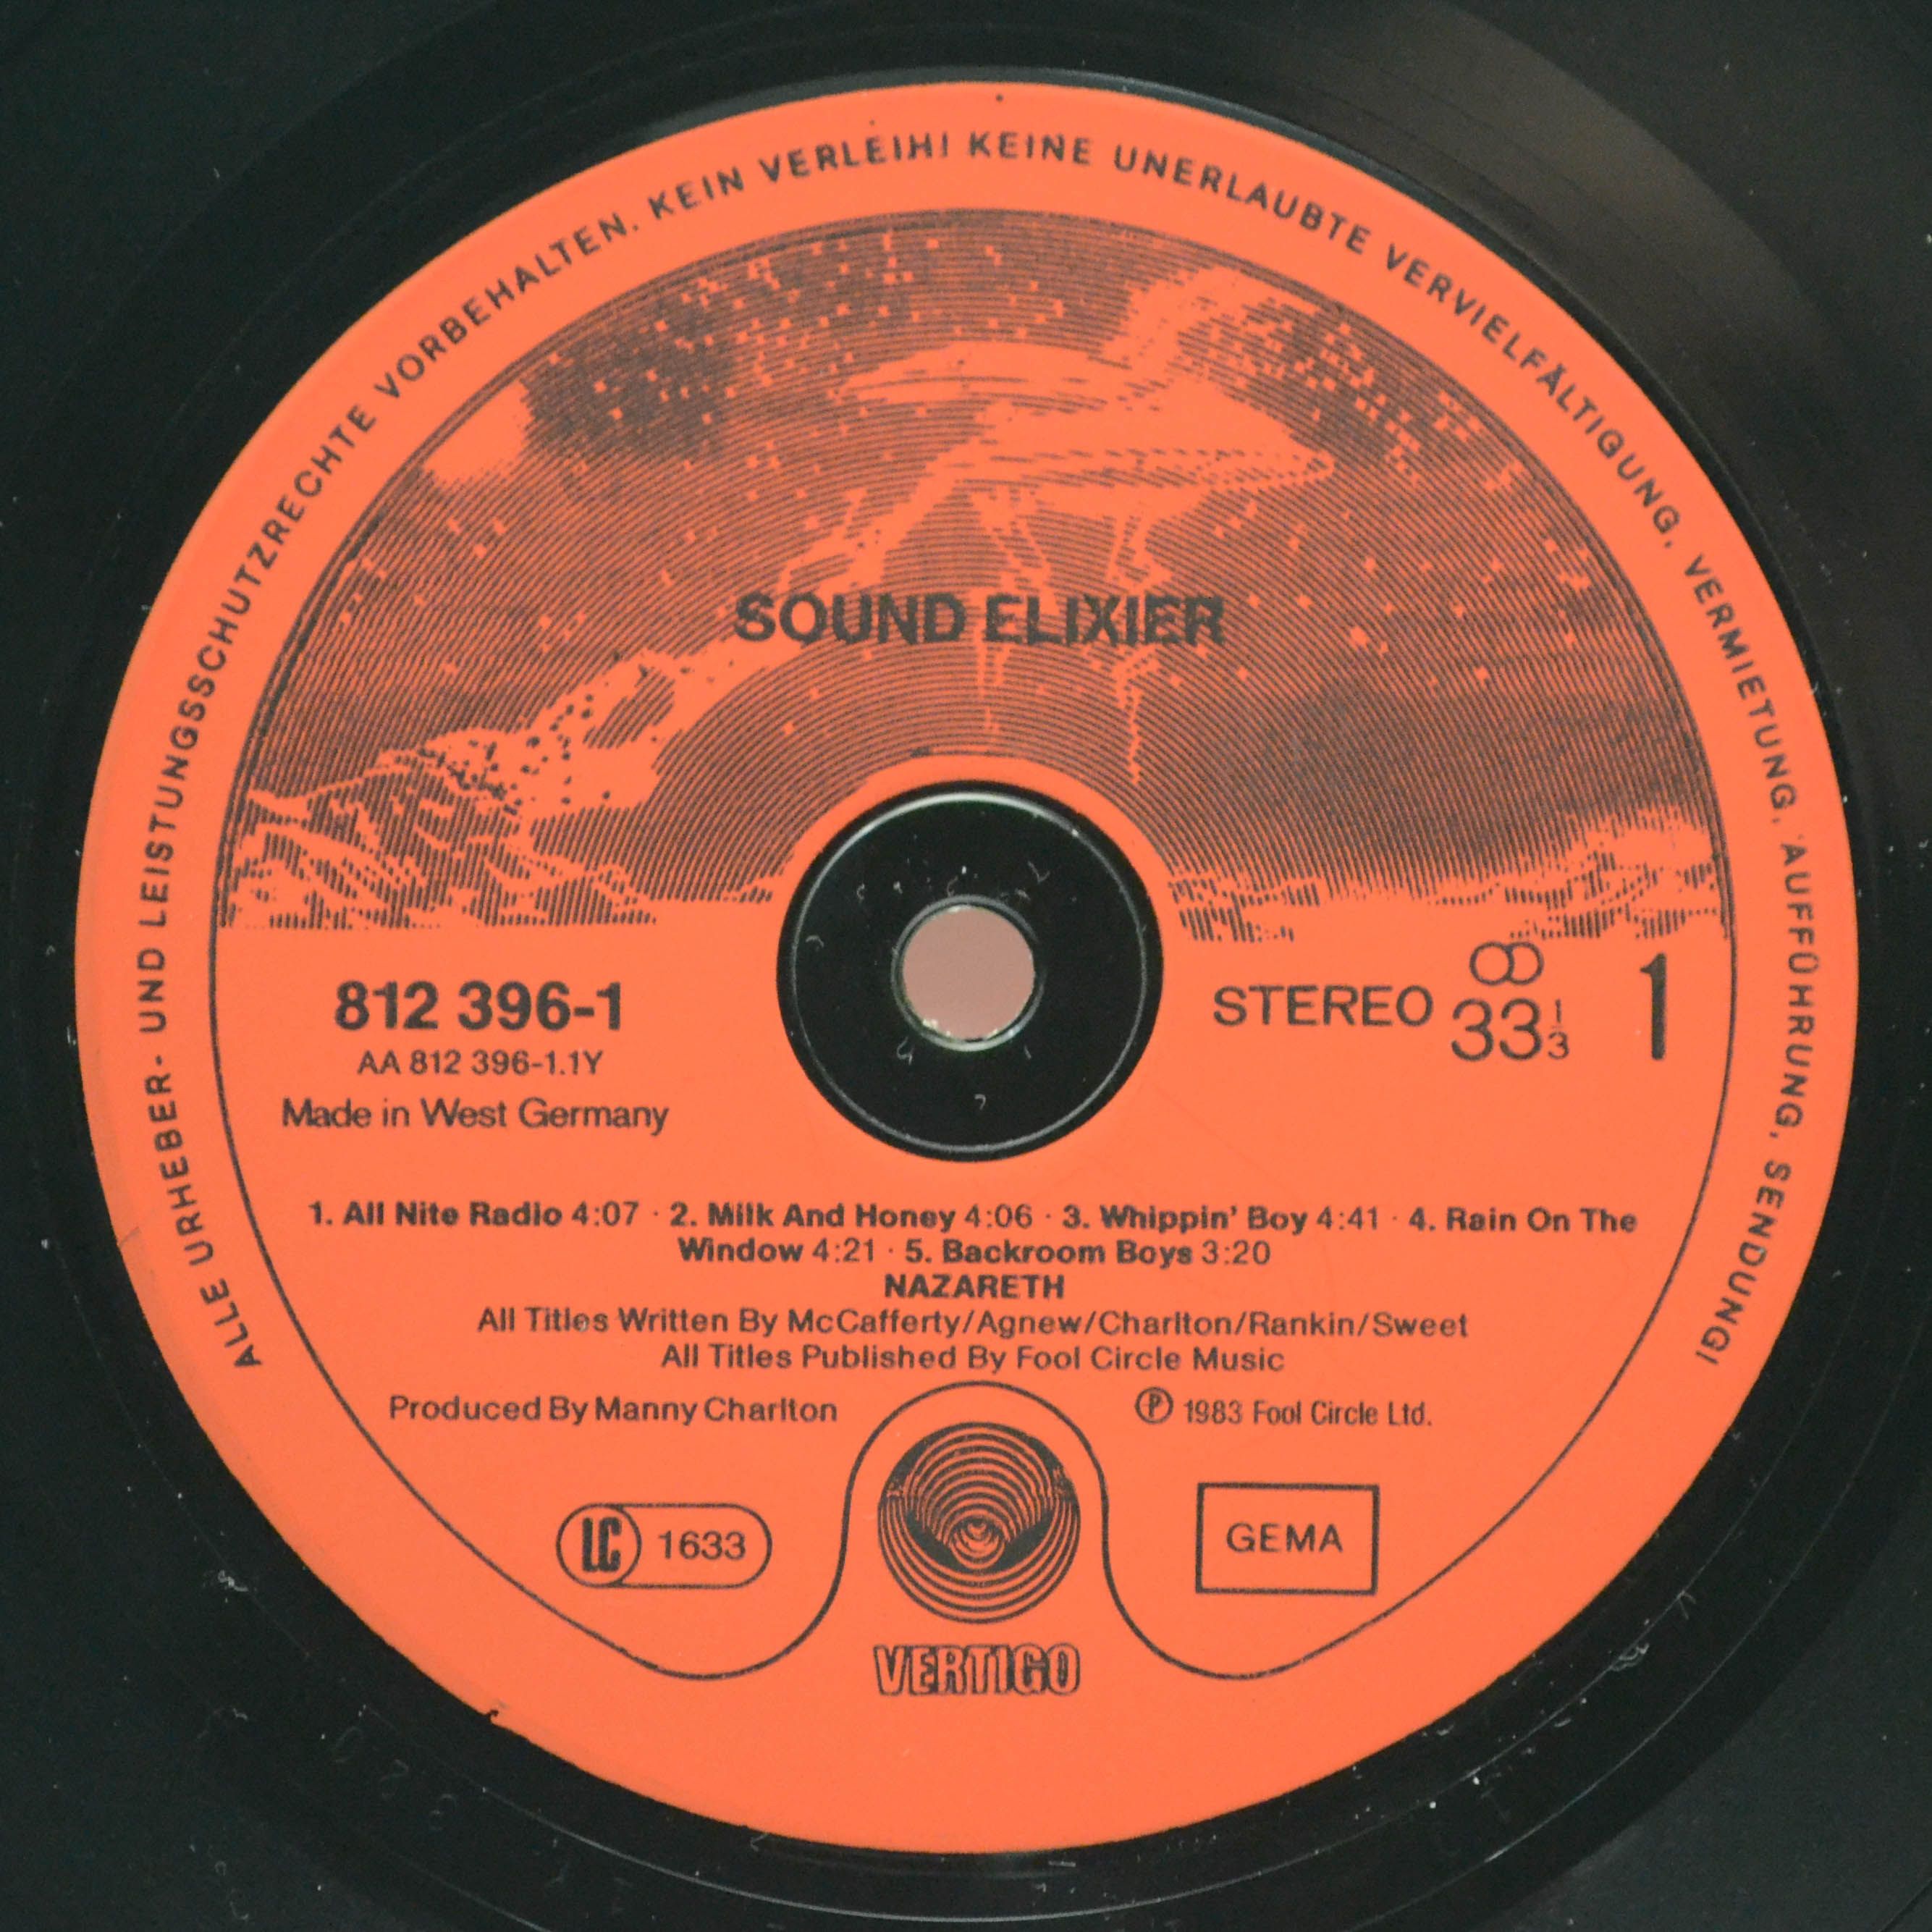 ALLE URHEBER- UND LEISTUNGSSCHUTZRECHTE VORBEHALTEN. KEIN VERLEIH! KEINE UNERLAUBTE VERVIELFÄLTIGUNG, VERMIETUNG, AUFFÜHRUNG, SENDUNG!
SOUND ELIXIER
812 396-1
AA 812 396-1.1Y
Made in West Germany
STEREO 33 1/3 1
1. All Nite Radio 4:07 · 2. Milk And Honey 4:06 · 3. Whippin' Boy 4:41 · 4. Rain On The
Window 4:21 · 5. Backroom Boys 3:20
NAZARETH
All Titles Written By McCafferty/Agnew/Charlton/Rankin/Sweet
All Titles Published By Fool Circle Music
Produced By Manny Charlton
Ⓟ 1983 Fool Circle Ltd.
LC 1633
GEMA
VERTIGO